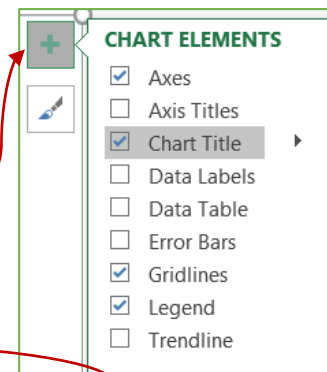 CHART ELEMENTS
Axes
Axis Titles
Chart Title
Data Labels
Data Table
Error Bars
Gridlines
Legend
Trendline